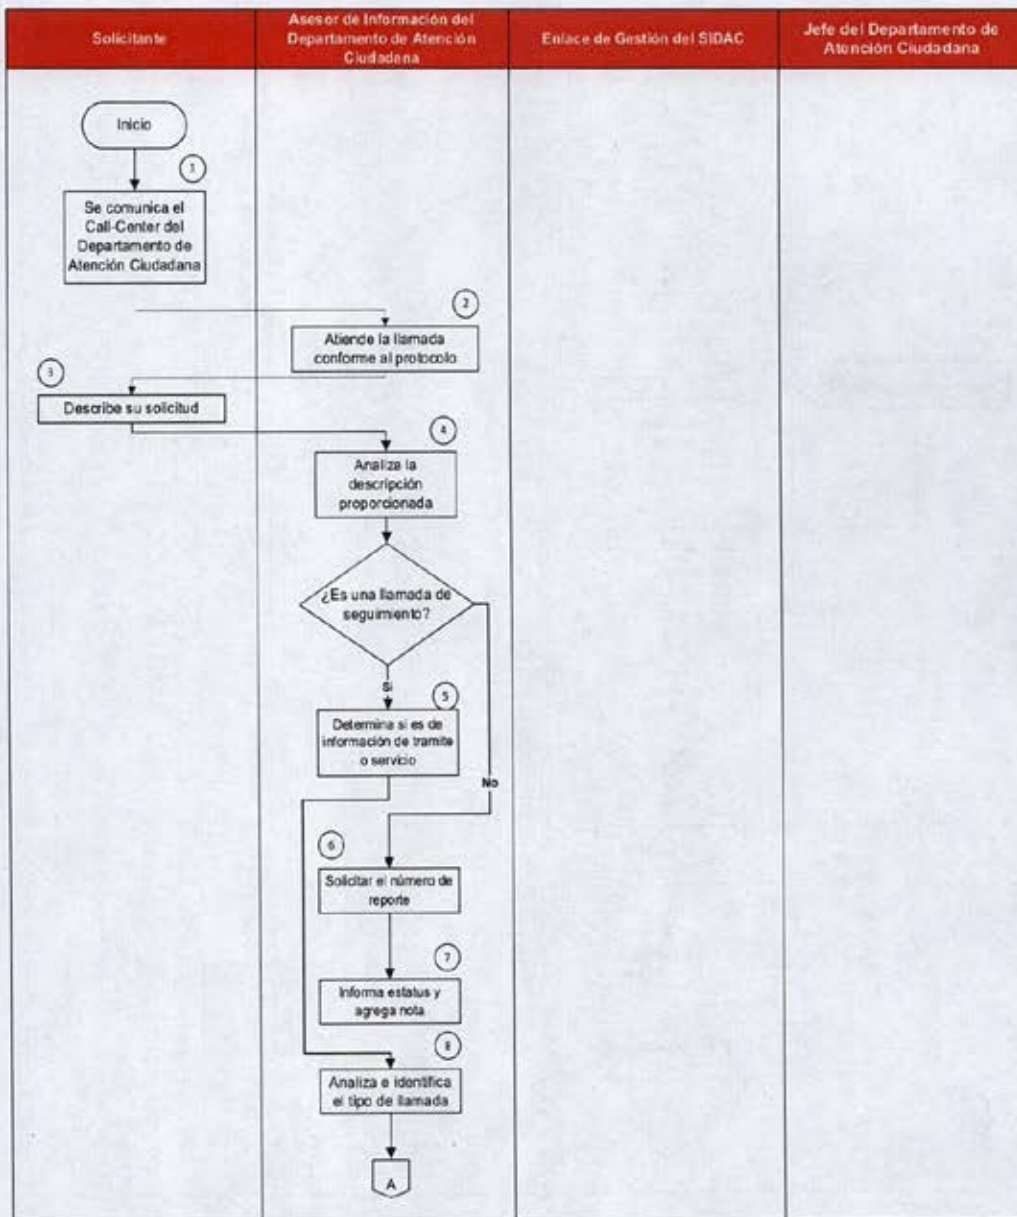 Solicitante
Asesor de Información del
Departamento de Atención
Ciudadana
Enlace de Gestión del SIDAC
Jefe del Departamento de
Atención Ciudadana
Inicio
1
Se comunica el
Call-Center del
Departamento de
Atención Ciudadana
2
Atiende la llamada
conforme al protocolo
3
Describe su solicitud
4
Analiza la
descripción
proporcionada
¿Es una llamada de
seguimiento?
Si
5
Determina si es de
información de tramite
o servicio
No
6
Solicitar el número de
reporte
7
Informa estatus y
agrega nota
8
Analiza e identifica
el tipo de llamada
A